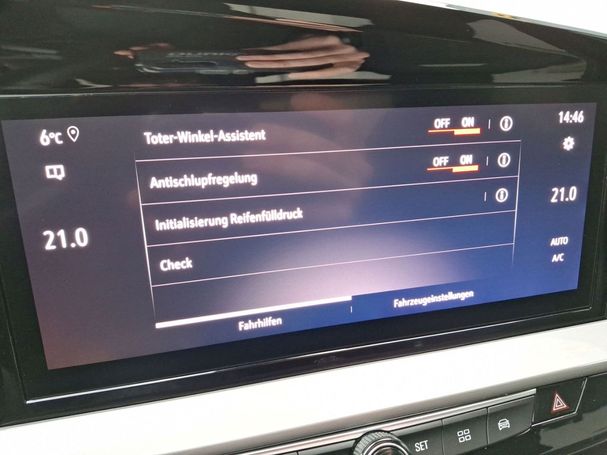 6°C
14:46
Toter-Winkel-Assistent OFF ON
Antischlupfregelung OFF ON
Initialisierung Reifenfülldruck
21.0
21.0
Check
AUTO
A/C
Fahrhilfen
Fahrzeugeinstellungen
SET